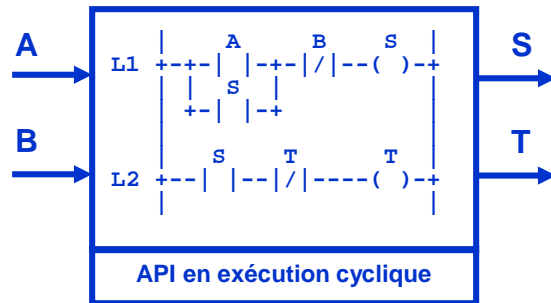 A B S
A L1 +-+-| |-+-|/|--( )-+ S
| S |
+-| |-+
B S T T
L2 +--| |--|/|----( )-+ T
API en exécution cyclique